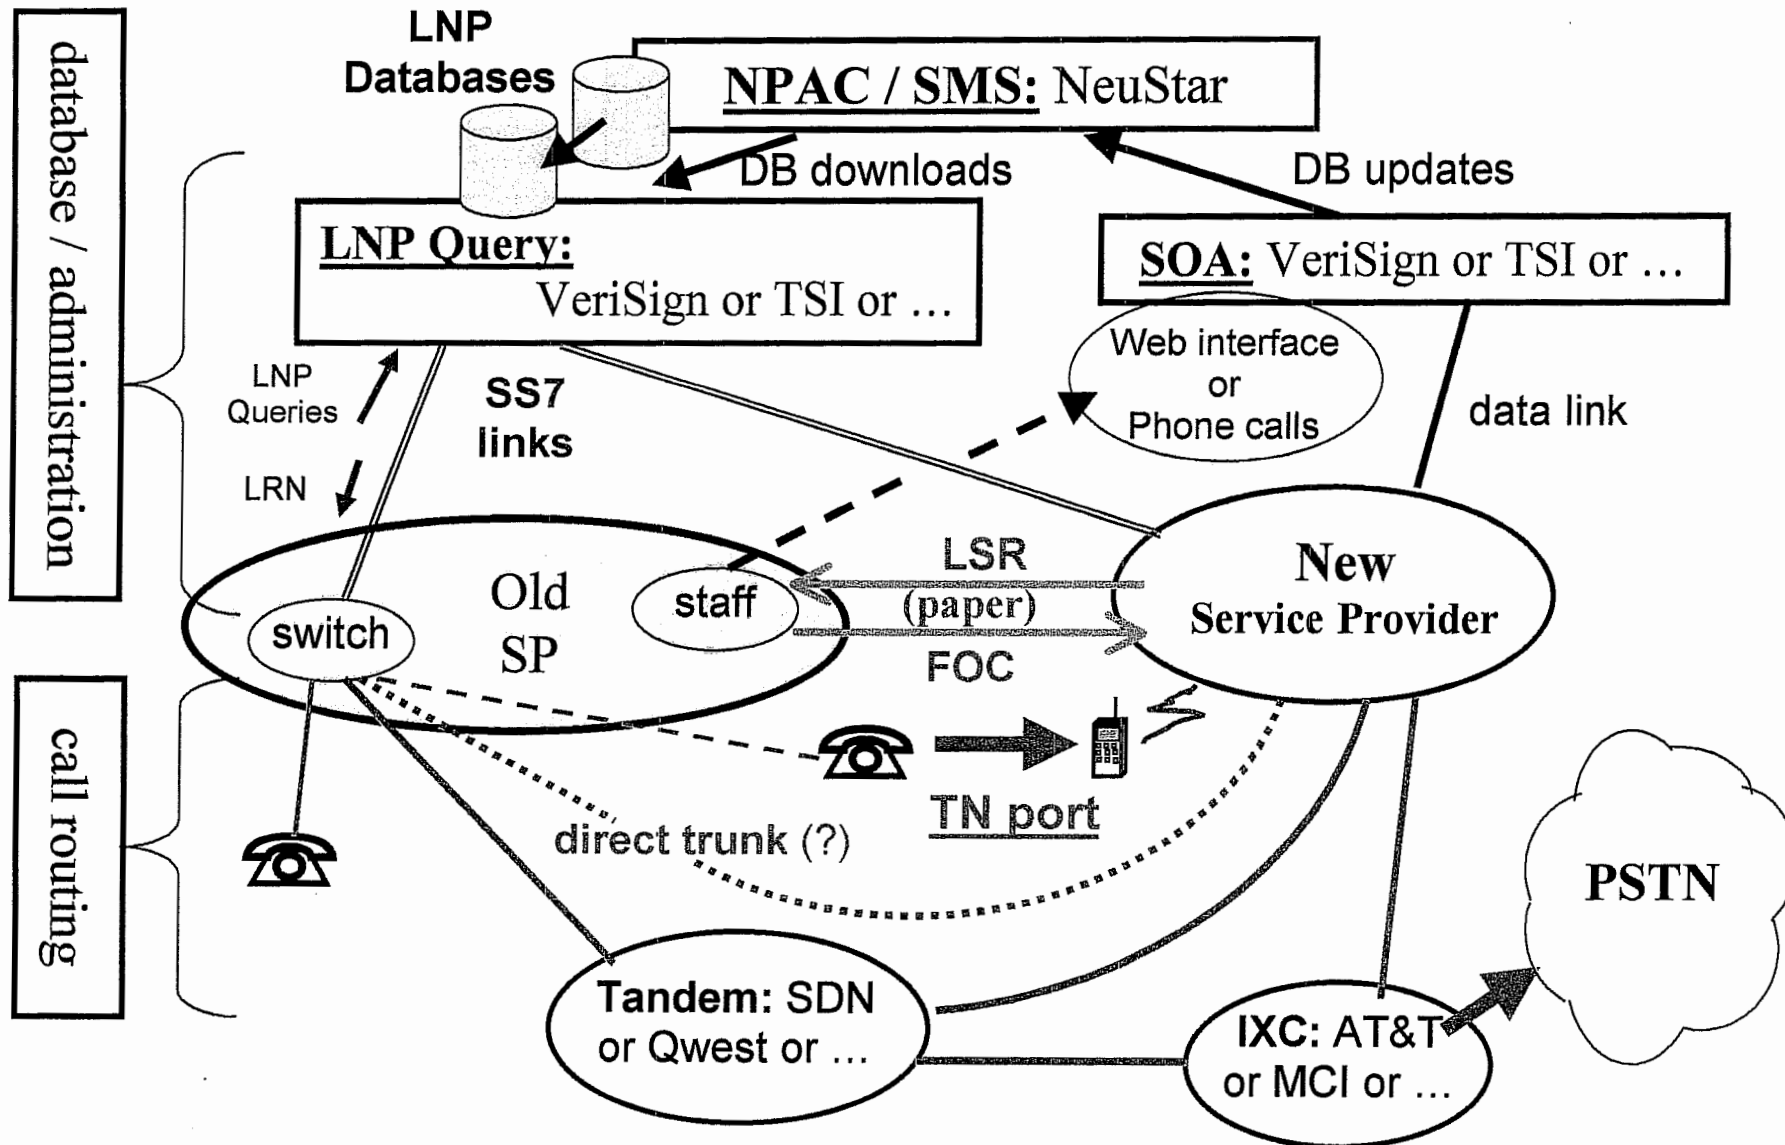 database / administration
call routing
LNP
Databases
NPAC / SMS: NeuStar
DB downloads
DB updates
LNP Query:
VeriSign or TSI or ...
SOA: VeriSign or TSI or ...
Web interface
or
Phone calls
data link
LNP
Queries
LRN
SS7
links
Old
SP
switch
staff
LSR
(paper)
FOC
New
Service Provider
TN port
direct trunk (?)
Tandem: SDN
or Qwest or ...
IXC: AT&T
or MCI or ...
PSTN